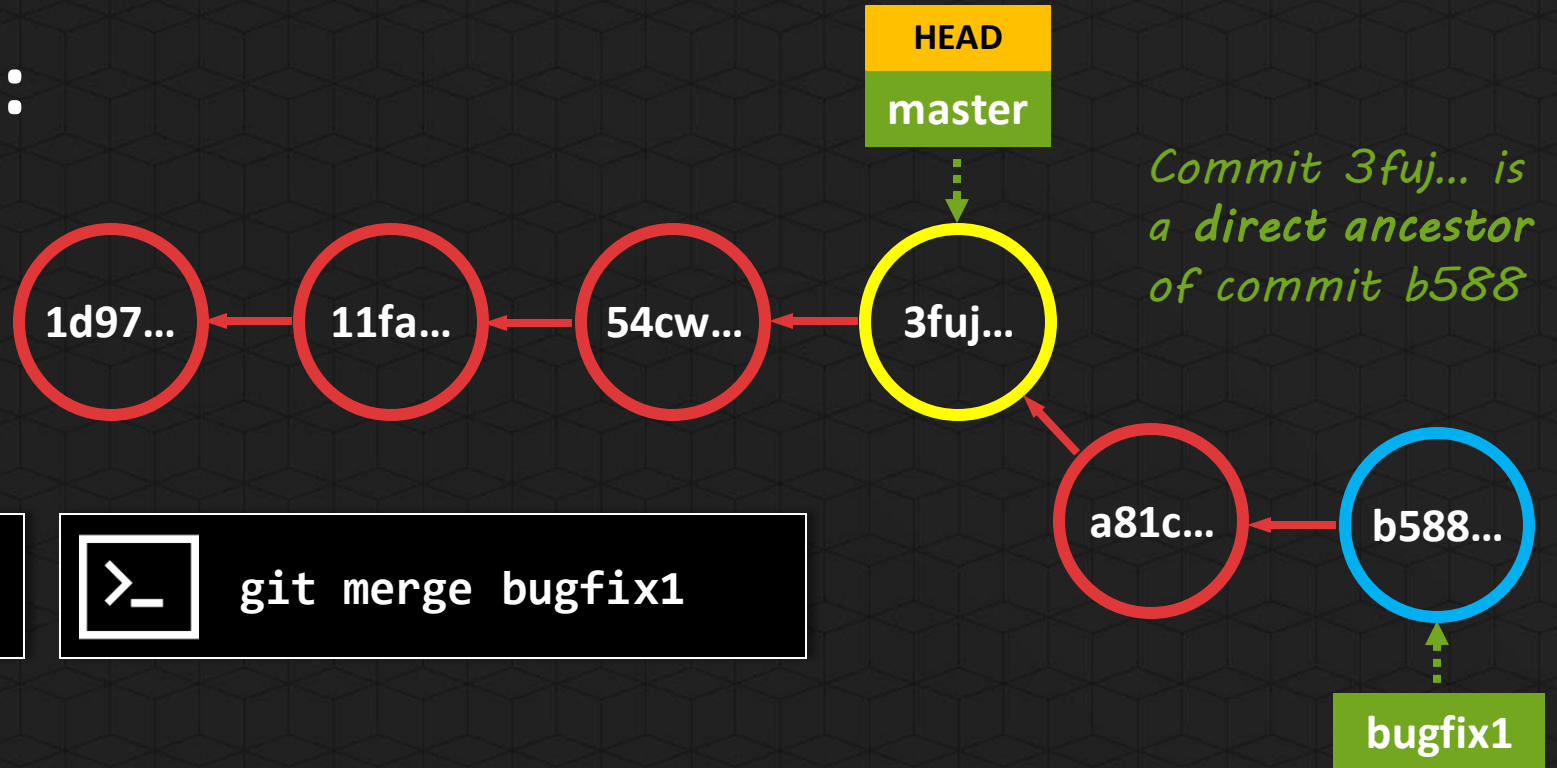 :
HEAD
master
Commit 3fuj... is
a direct ancestor
of commit b588
1d97...
11fa...
54cw...
3fuj...
a81c...
b588...
>_
git merge bugfix1
bugfix1